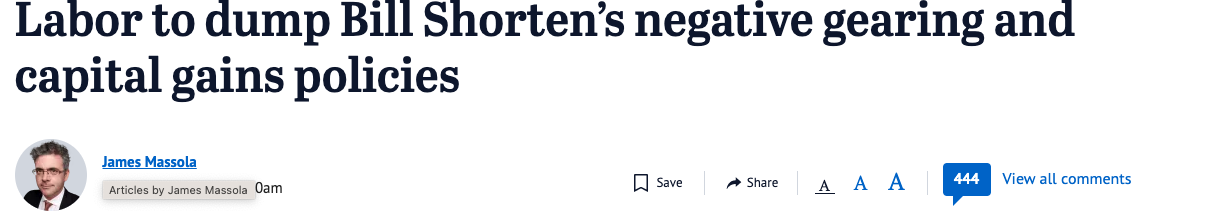 Labor to dump Bill Shorten’s negative gearing and
capital gains policies
James Massola
Articles by James Massola 0am
Save Share A A A 444 View all comments